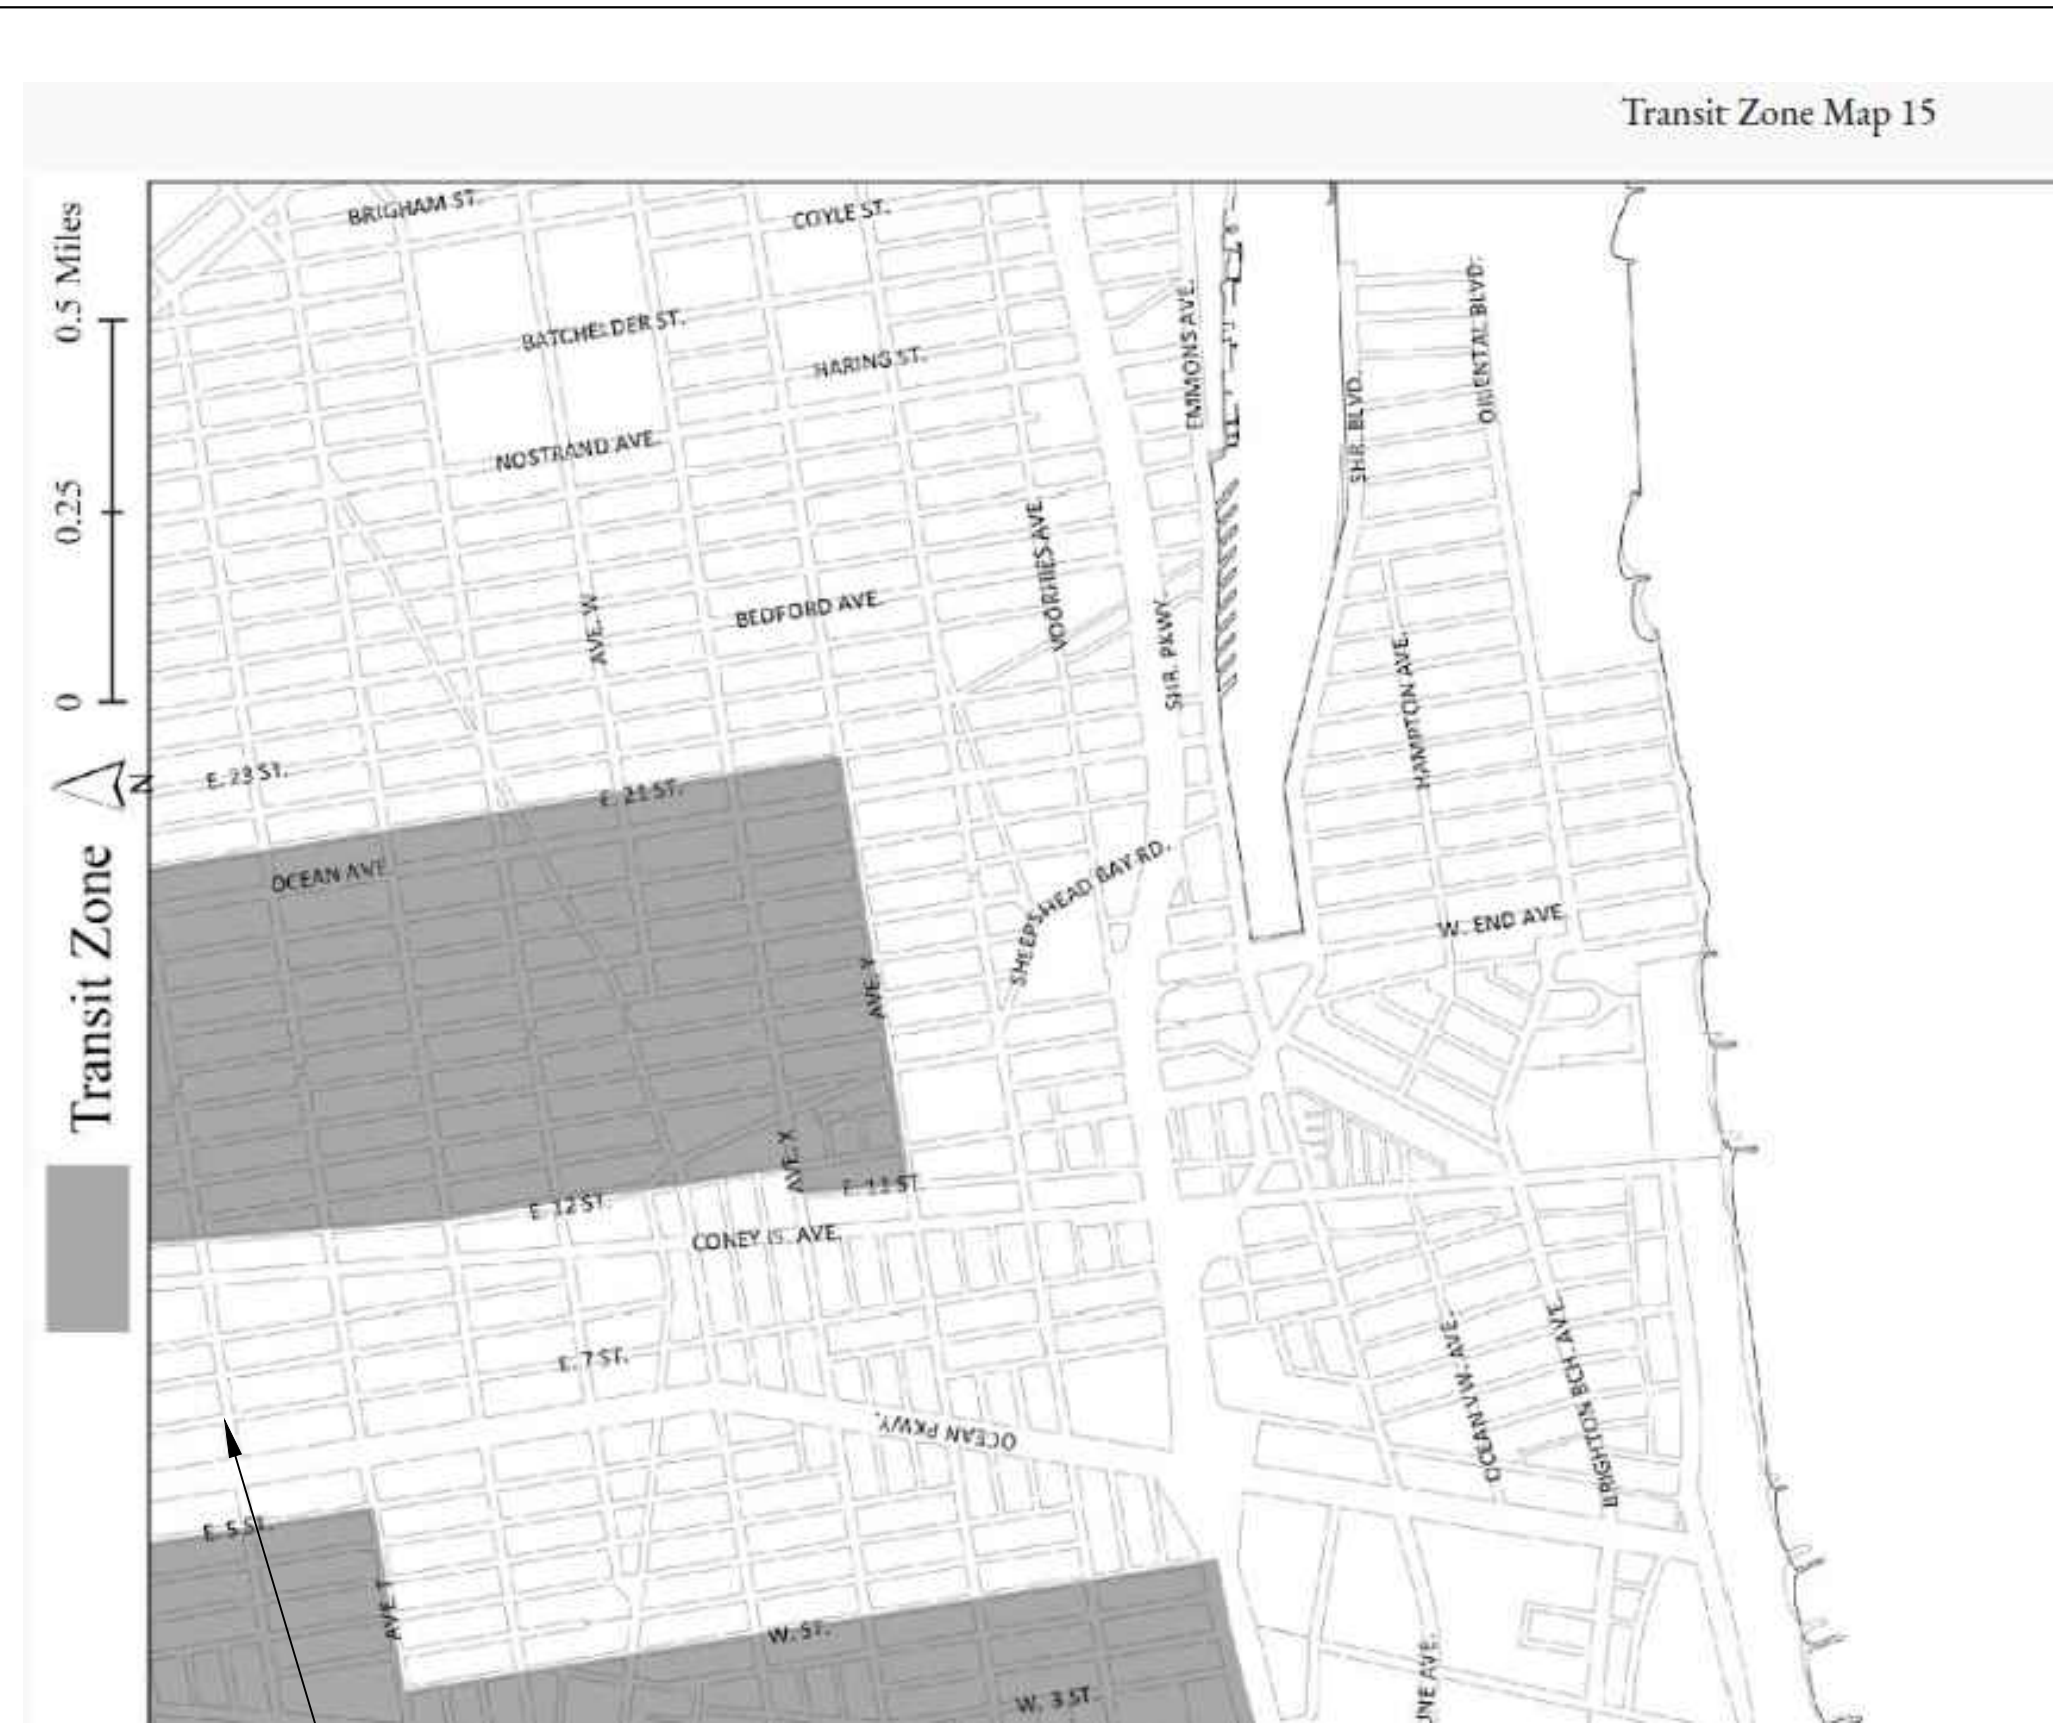 Transit Zone Map 15
0.5 Miles
0.25
0
N
Transit Zone
BRIGHAM ST.
COYLE ST.
BATCHELDER ST.
HARING ST.
NOSTRAND AVE.
EMMONS AVE.
SHR. BLVD.
ORIENTAL BLVD.
VOORHIES AVE.
AVE. W
BEDFORD AVE.
SHR. PKWY.
HAMPTON AVE.
E. 23 ST.
E. 21 ST.
OCEAN AVE.
SHEEPSHEAD BAY RD.
W. END AVE.
AVE. Y
AVE. X
E. 11 ST.
E. 12 ST.
CONEY IS. AVE.
E. 7 ST.
OCEAN PKWY.
OCEAN VW. AVE.
BRIGHTON BCH. AVE.
E. 5 ST.
AVE. T
W. ST.
W. 3 ST.